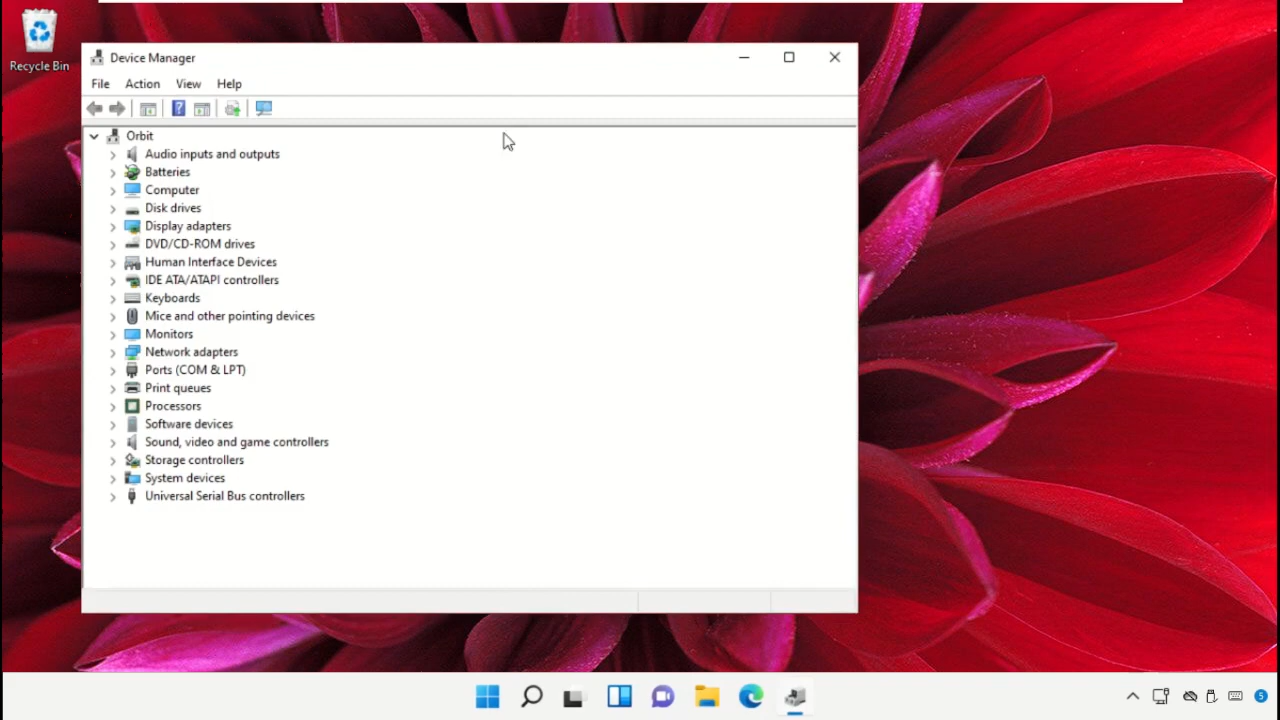 Recycle Bin
Device Manager
File Action View Help
Orbit
Audio inputs and outputs
Batteries
Computer
Disk drives
Display adapters
DVD/CD-ROM drives
Human Interface Devices
IDE ATA/ATAPI controllers
Keyboards
Mice and other pointing devices
Monitors
Network adapters
Ports (COM & LPT)
Print queues
Processors
Software devices
Sound, video and game controllers
Storage controllers
System devices
Universal Serial Bus controllers
5